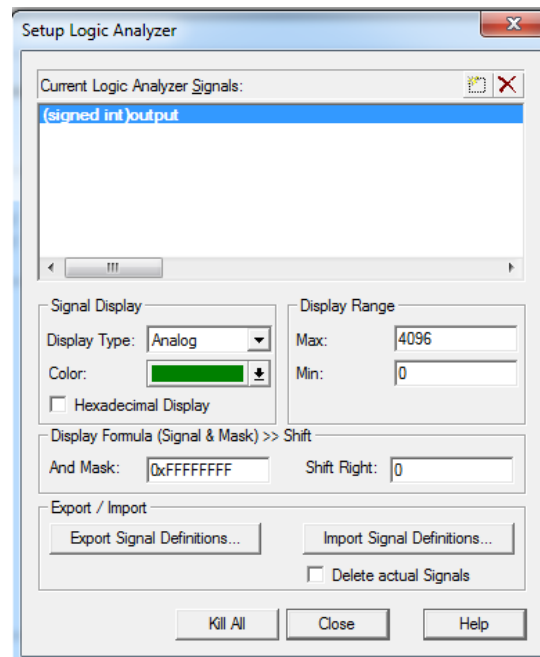 Setup Logic Analyzer
Current Logic Analyzer Signals:
(signed int)output
Signal Display
Display Type: Analog
Color:
Hexadecimal Display
Display Range
Max: 4096
Min: 0
Display Formula (Signal & Mask) >> Shift
And Mask: 0xFFFFFFFF
Shift Right: 0
Export / Import
Export Signal Definitions...
Import Signal Definitions...
Delete actual Signals
Kill All
Close
Help